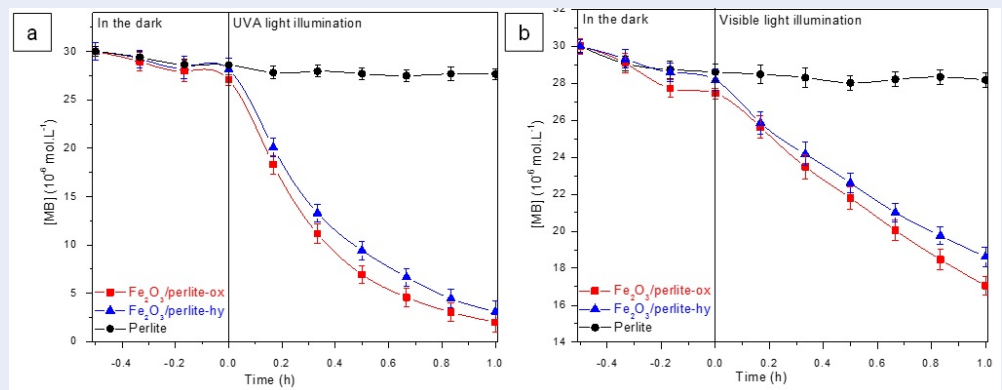 a
In the dark
UVA light illumination
[MB] (10⁻⁶ mol.L⁻¹)
30
25
20
15
10
5
0
Fe₂O₃/perlite-ox
Fe₂O₃/perlite-hy
Perlite
-0.4 -0.2 0.0 0.2 0.4 0.6 0.8 1.0
Time (h)
b
In the dark
Visible light illumination
[MB] (10⁻⁶ mol.L⁻¹)
32
30
28
26
24
22
20
18
16
14
Fe₂O₃/perlite-ox
Fe₂O₃/perlite-hy
Perlite
-0.4 -0.2 0.0 0.2 0.4 0.6 0.8 1.0
Time (h)